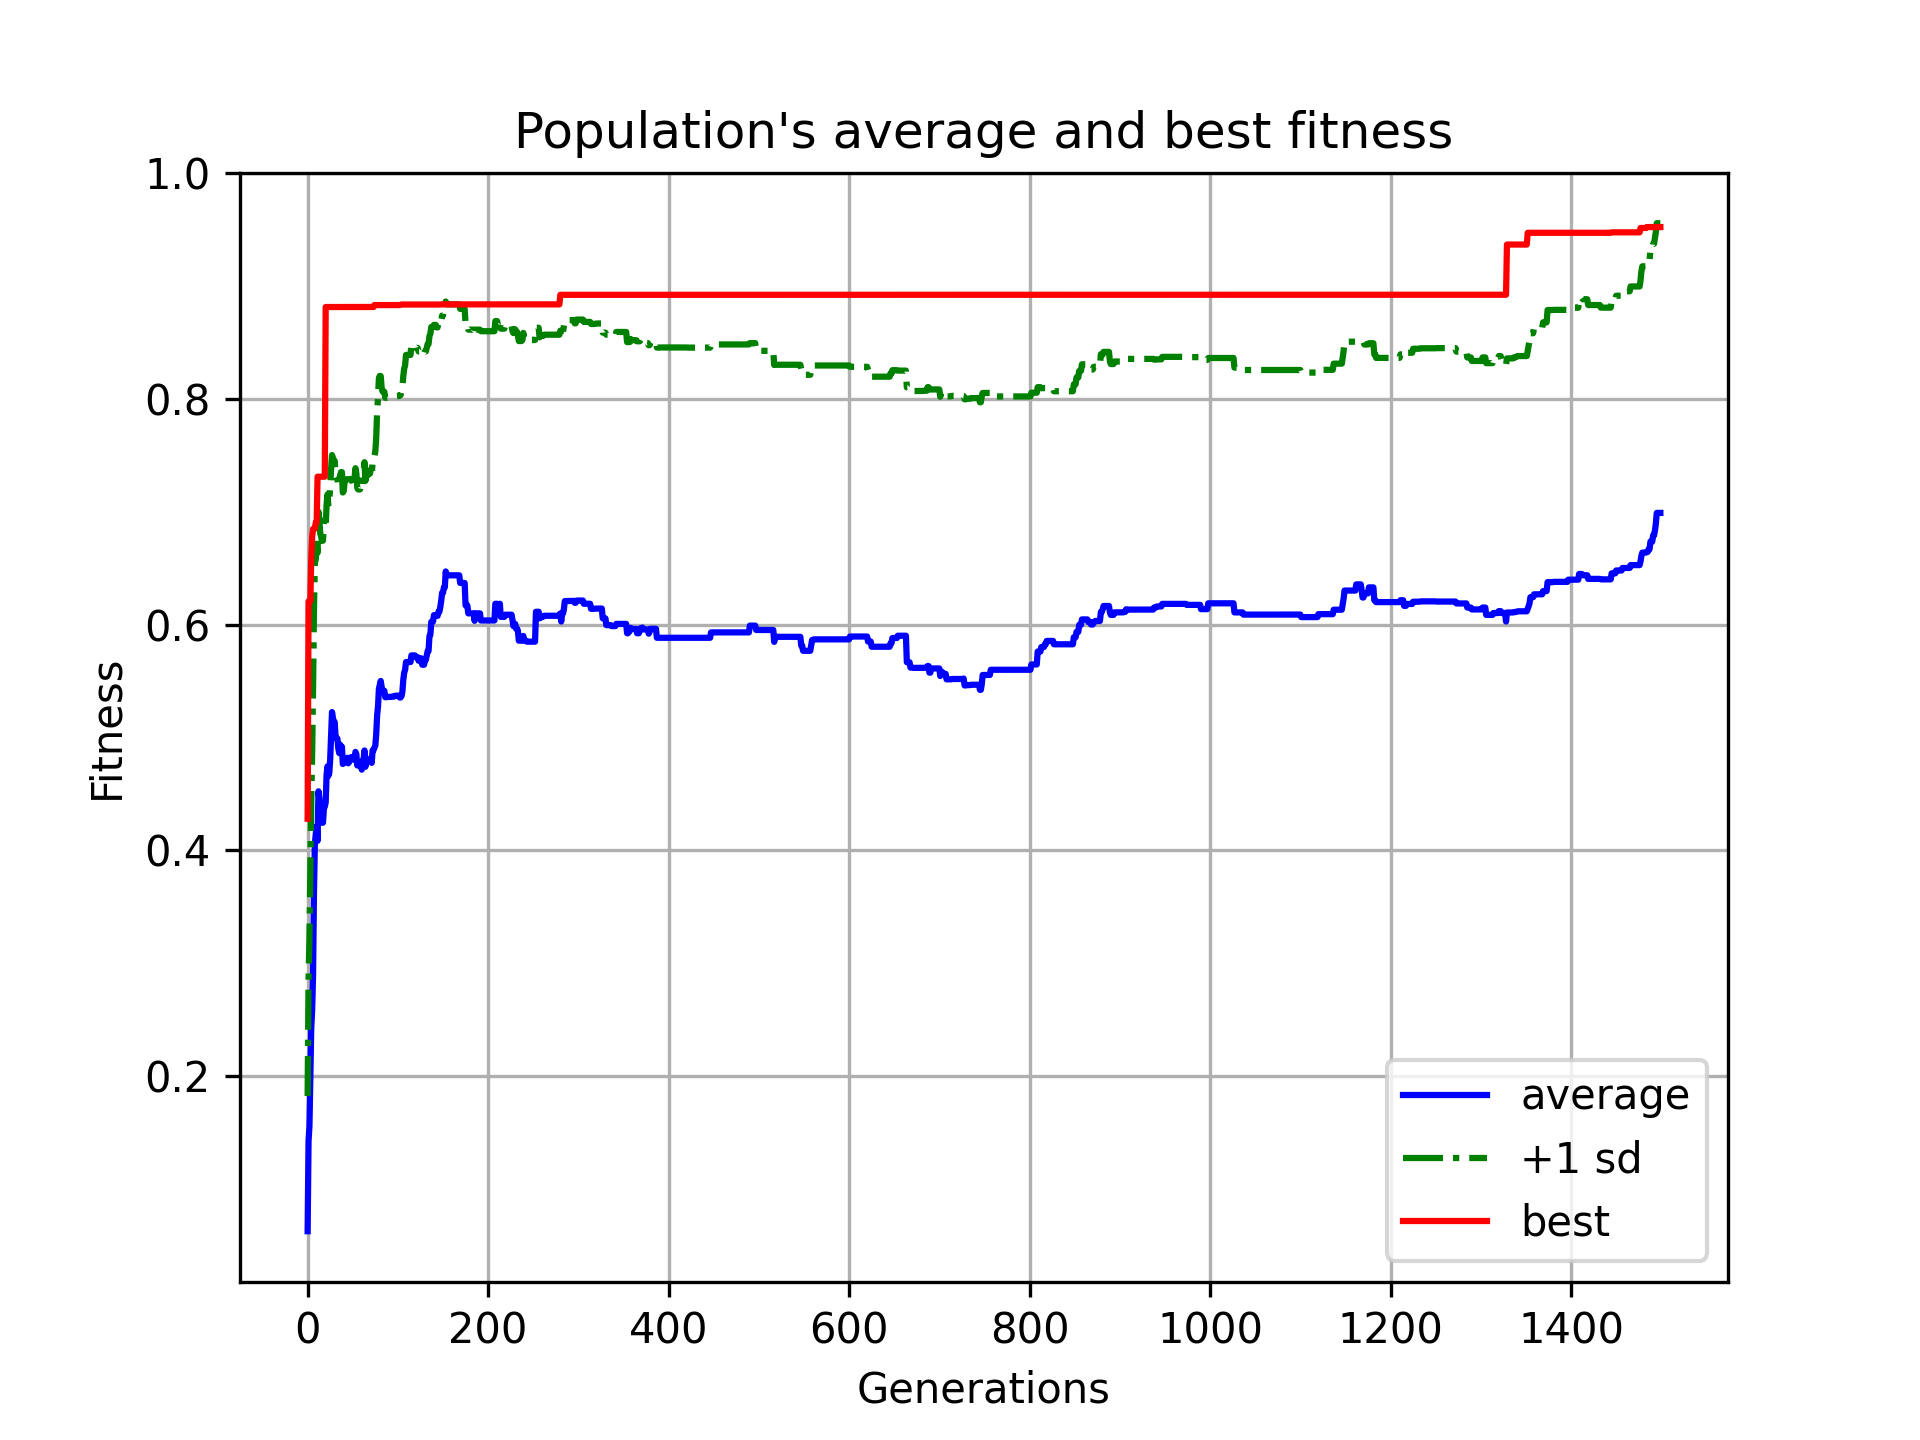 Population's average and best fitness
1.0
0.8
0.6
0.4
0.2
Fitness
average
+1 sd
best
0 200 400 600 800 1000 1200 1400
Generations